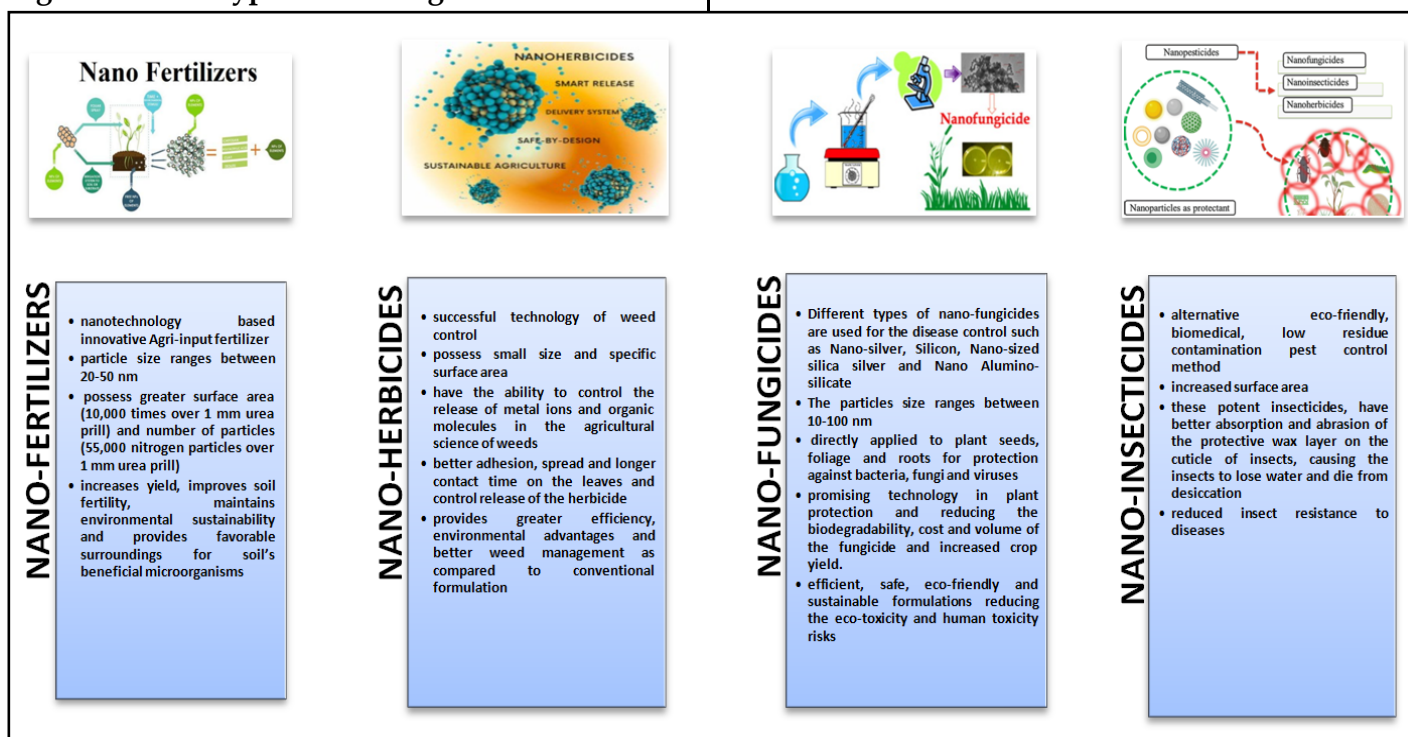 Nano Fertilizers
NANOHERBICIDES
SMART RELEASE
DELIVERY SYSTEM
SAFE-BY-DESIGN
SUSTAINABLE AGRICULTURE
Nanofungicide
Nanopesticides
Nanofungicides
Nanoinsecticides
Nanoherbicides
Nanoparticles as protectant
NANO-FERTILIZERS
• nanotechnology based
innovative Agri-input fertilizer
• particle size ranges between
20-50 nm
• possess greater surface area
(10,000 times over 1 mm urea
prill) and number of particles
(55,000 nitrogen particles over
1 mm urea prill)
• increases yield, improves soil
fertility, maintains
environmental sustainability
and provides favorable
surroundings for soil's
beneficial microorganisms
NANO-HERBICIDES
• successful technology of weed
control
• possess small size and specific
surface area
• have the ability to control the
release of metal ions and organic
molecules in the agricultural
science of weeds
• better adhesion, spread and longer
contact time on the leaves and
control release of the herbicide
• provides greater efficiency,
environmental advantages and
better weed management as
compared to conventional
formulation
NANO-FUNGICIDES
• Different types of nano-fungicides
are used for the disease control such
as Nano-silver, Silicon, Nano-sized
silica silver and Nano Alumino-
silicate
• The particles size ranges between
10-100 nm
• directly applied to plant seeds,
foliage and roots for protection
against bacteria, fungi and viruses
• promising technology in plant
protection and reducing the
biodegradability, cost and volume of
the fungicide and increased crop
yield.
• efficient, safe, eco-friendly and
sustainable formulations reducing
the eco-toxicity and human toxicity
risks
NANO-INSECTICIDES
• alternative eco-friendly,
biomedical, low residue
contamination pest control
method
• increased surface area
• these potent insecticides, have
better absorption and abrasion of
the protective wax layer on the
cuticle of insects, causing the
insects to lose water and die from
desiccation
• reduced insect resistance to
diseases